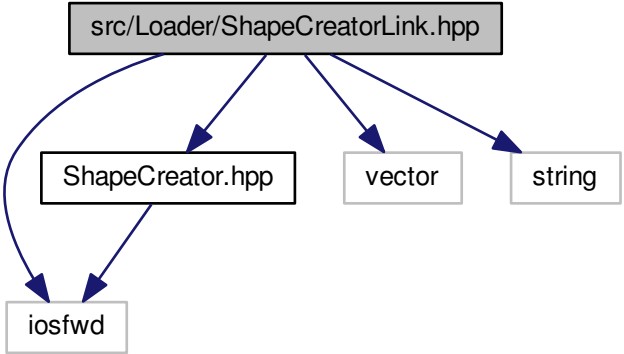 src/Loader/ShapeCreatorLink.hpp
ShapeCreator.hpp
vector
string
iosfwd